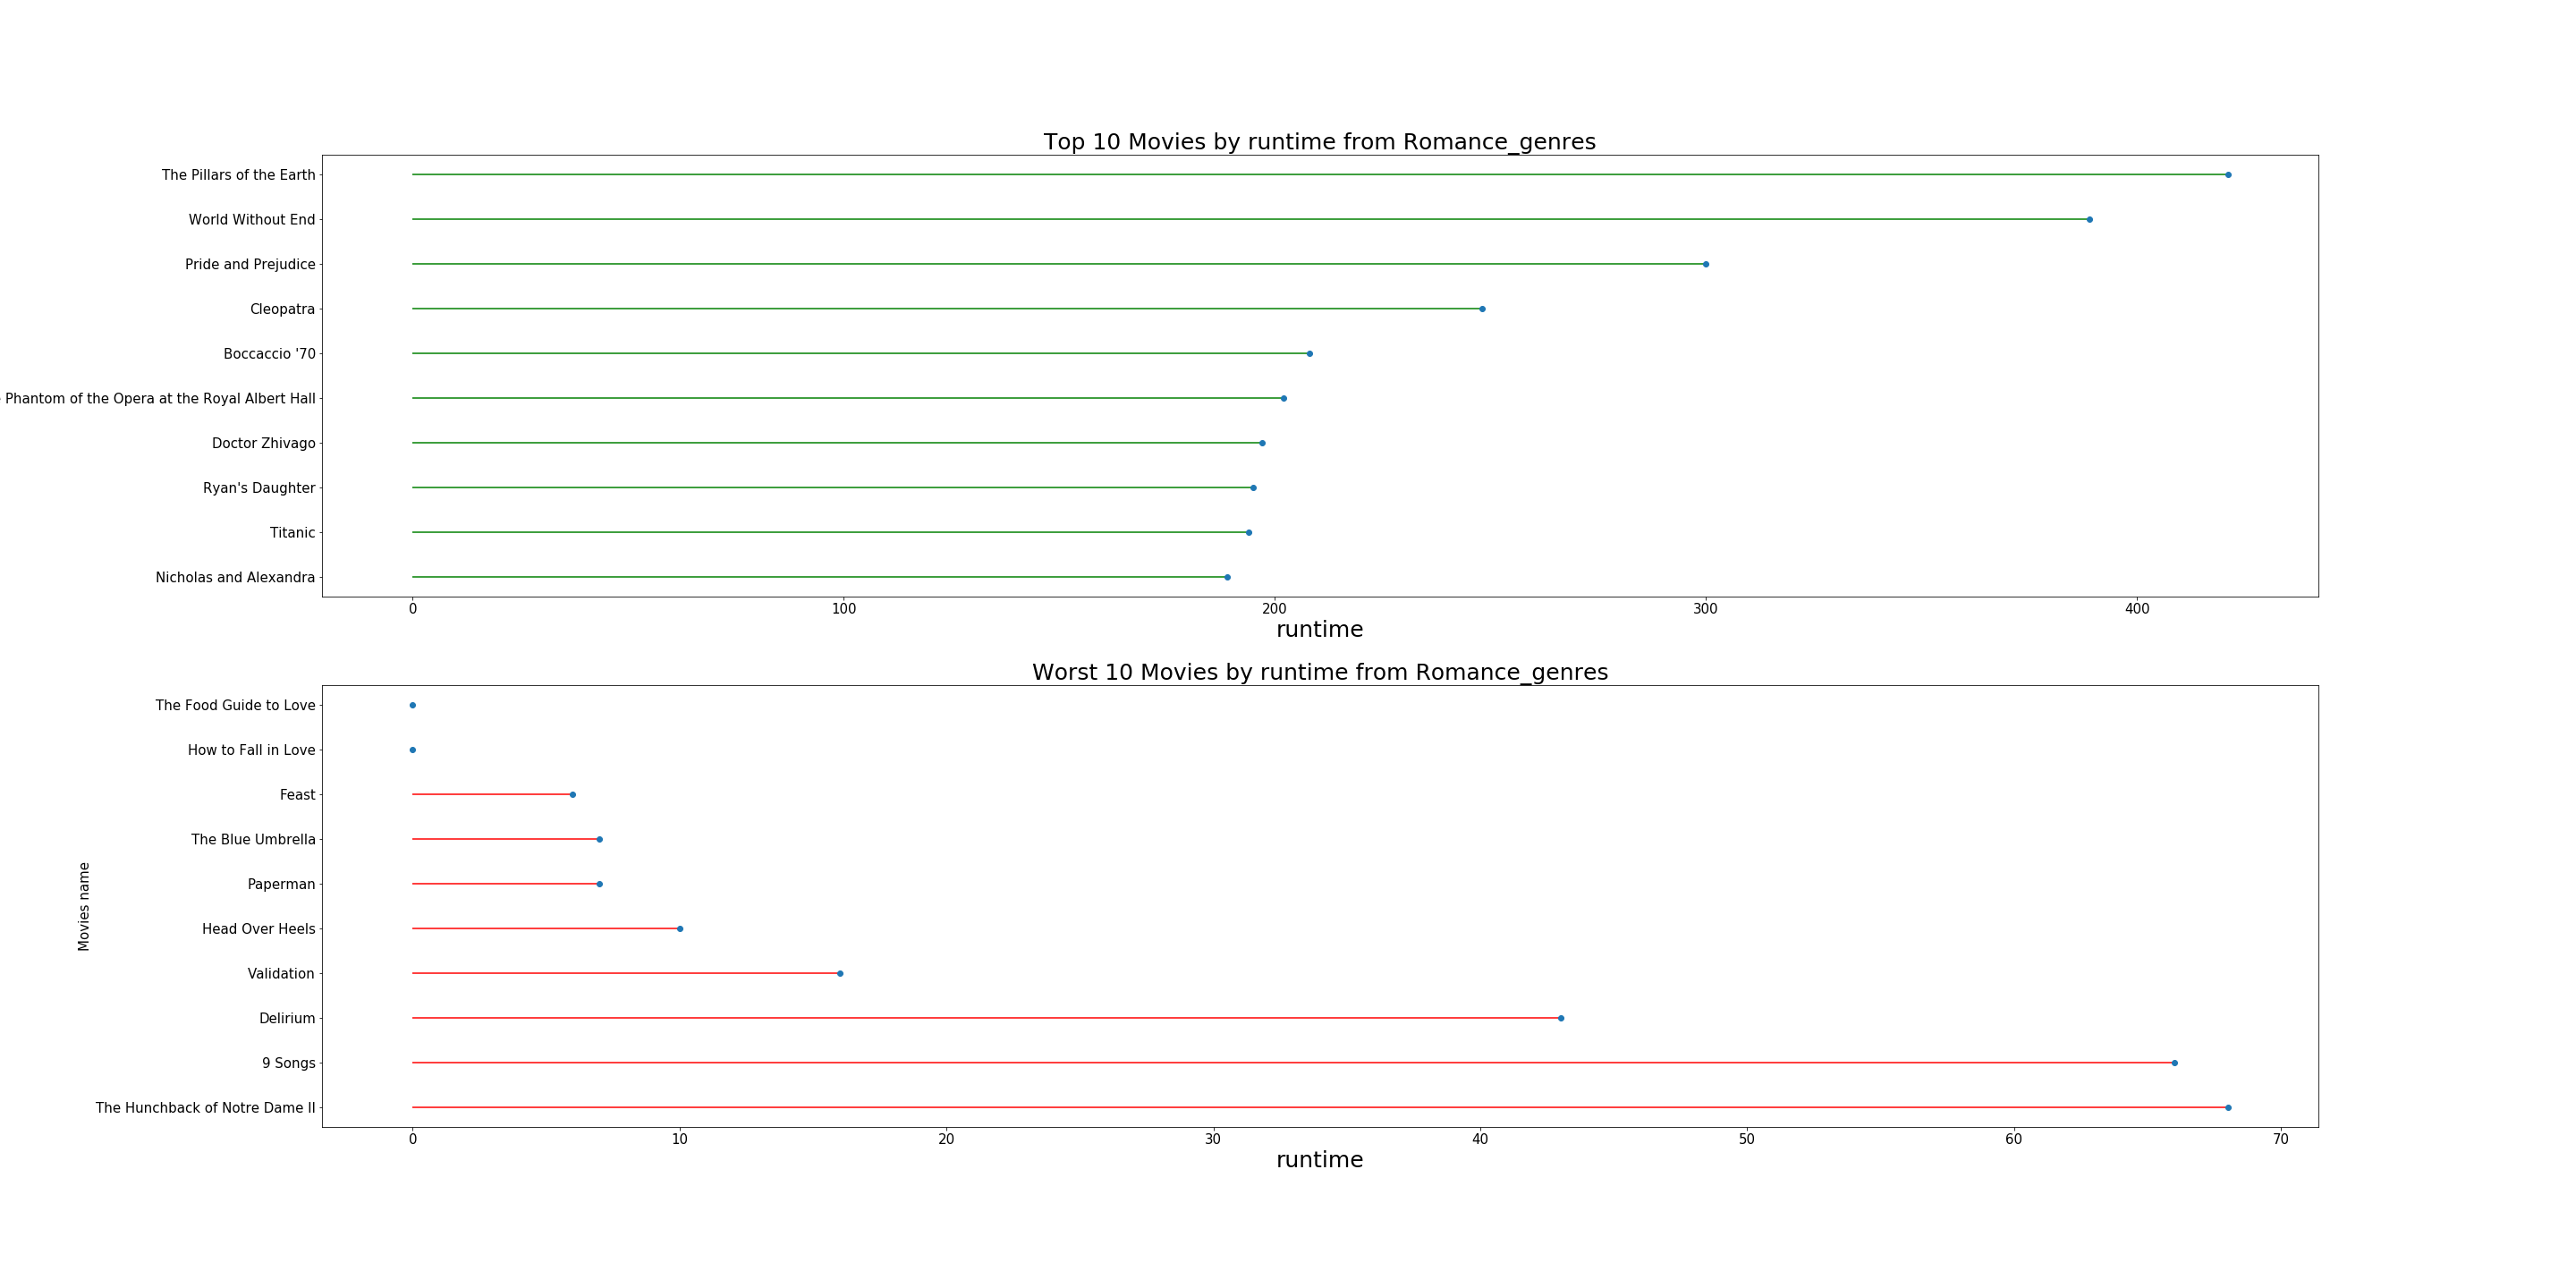 Top 10 Movies by runtime from Romance_genres
The Pillars of the Earth
World Without End
Pride and Prejudice
Cleopatra
Boccaccio '70
Phantom of the Opera at the Royal Albert Hall
Doctor Zhivago
Ryan's Daughter
Titanic
Nicholas and Alexandra
0 100 200 300 400
runtime
Worst 10 Movies by runtime from Romance_genres
Movies name
The Food Guide to Love
How to Fall in Love
Feast
The Blue Umbrella
Paperman
Head Over Heels
Validation
Delirium
9 Songs
The Hunchback of Notre Dame II
0 10 20 30 40 50 60 70
runtime